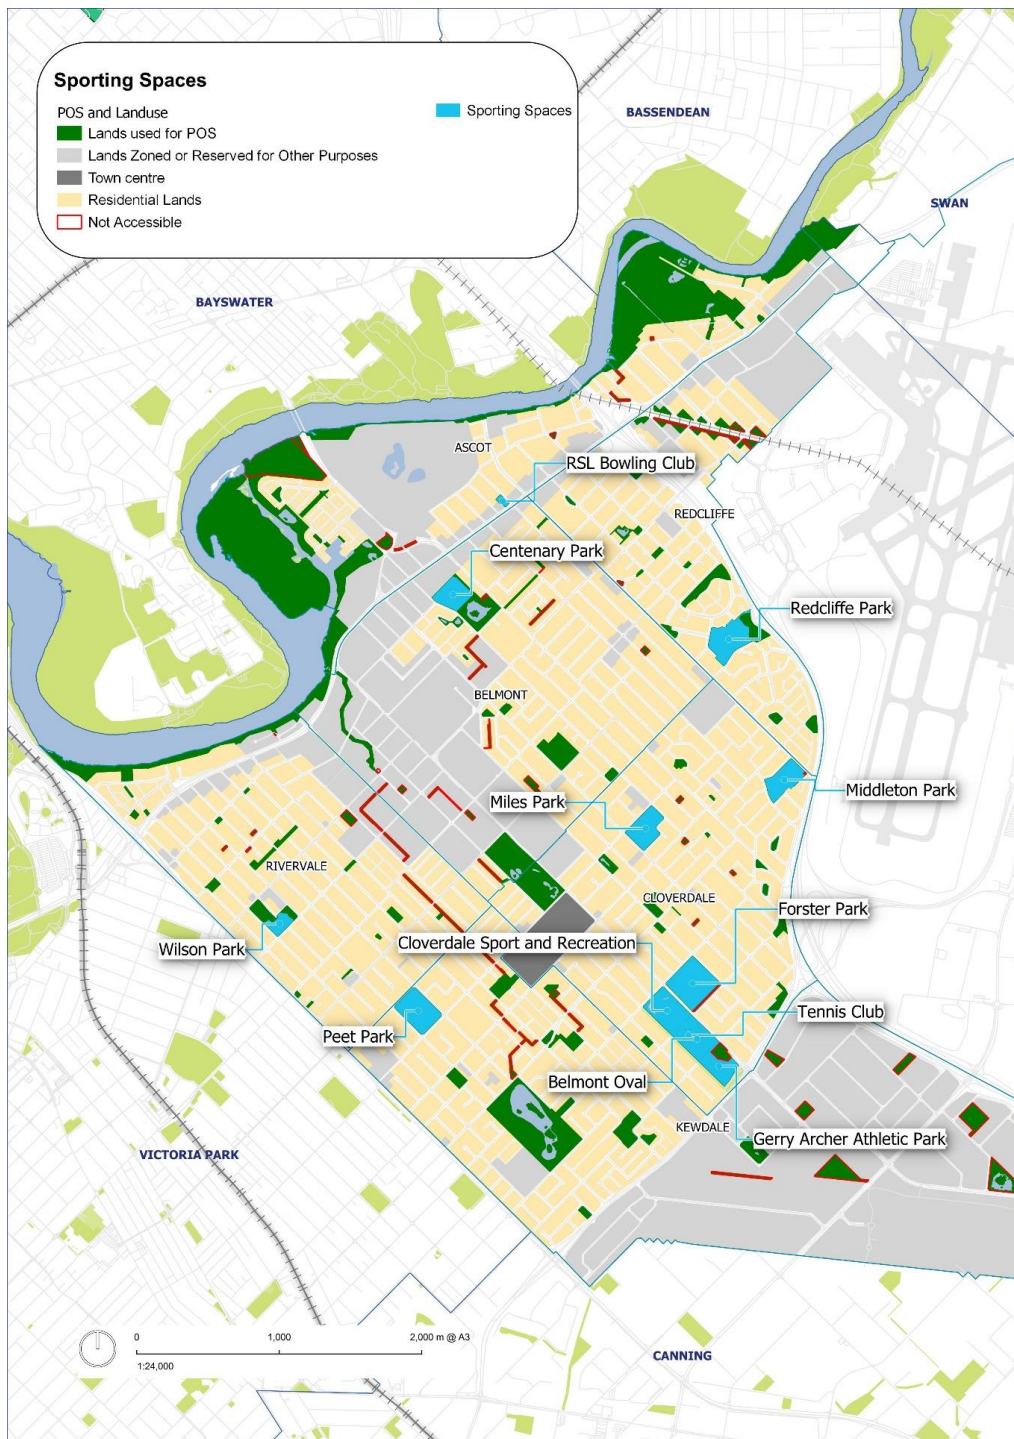 Sporting Spaces
POS and Landuse
Lands used for POS
Lands Zoned or Reserved for Other Purposes
Town centre
Residential Lands
Not Accessible
Sporting Spaces
BASSENDEAN
SWAN
BAYSWATER
ASCOT
RSL Bowling Club
REDCLIFFE
Centenary Park
Redcliffe Park
BELMONT
Middleton Park
Miles Park
RIVERVALE
CLOVERDALE
Forster Park
Cloverdale Sport and Recreation
Wilson Park
Tennis Club
Peet Park
Belmont Oval
KEWDALE
Gerry Archer Athletic Park
VICTORIA PARK
0 1,000 2,000 m @ A3
1:24,000
CANNING